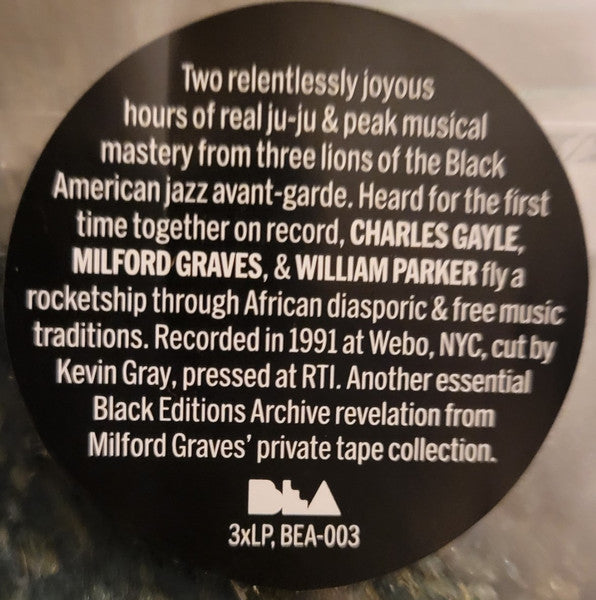 Two relentlessly joyous
hours of real ju-ju & peak musical
mastery from three lions of the Black
American jazz avant-garde. Heard for the first
time together on record, CHARLES GAYLE,
MILFORD GRAVES, & WILLIAM PARKER fly a
rocketship through African diasporic & free music
traditions. Recorded in 1991 at Webo, NYC, cut by
Kevin Gray, pressed at RTI. Another essential
Black Editions Archive revelation from
Milford Graves' private tape collection.
BEA
3xLP, BEA-003